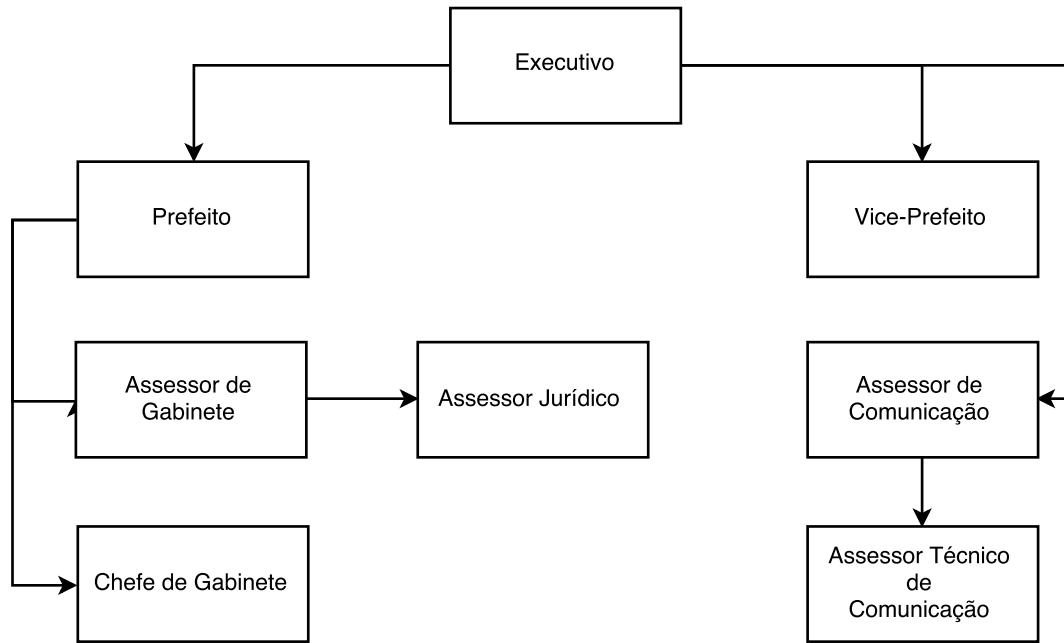 Executivo
Prefeito
Vice-Prefeito
Assessor de
Gabinete
Assessor Jurídico
Assessor de
Comunicação
Chefe de Gabinete
Assessor Técnico
de
Comunicação